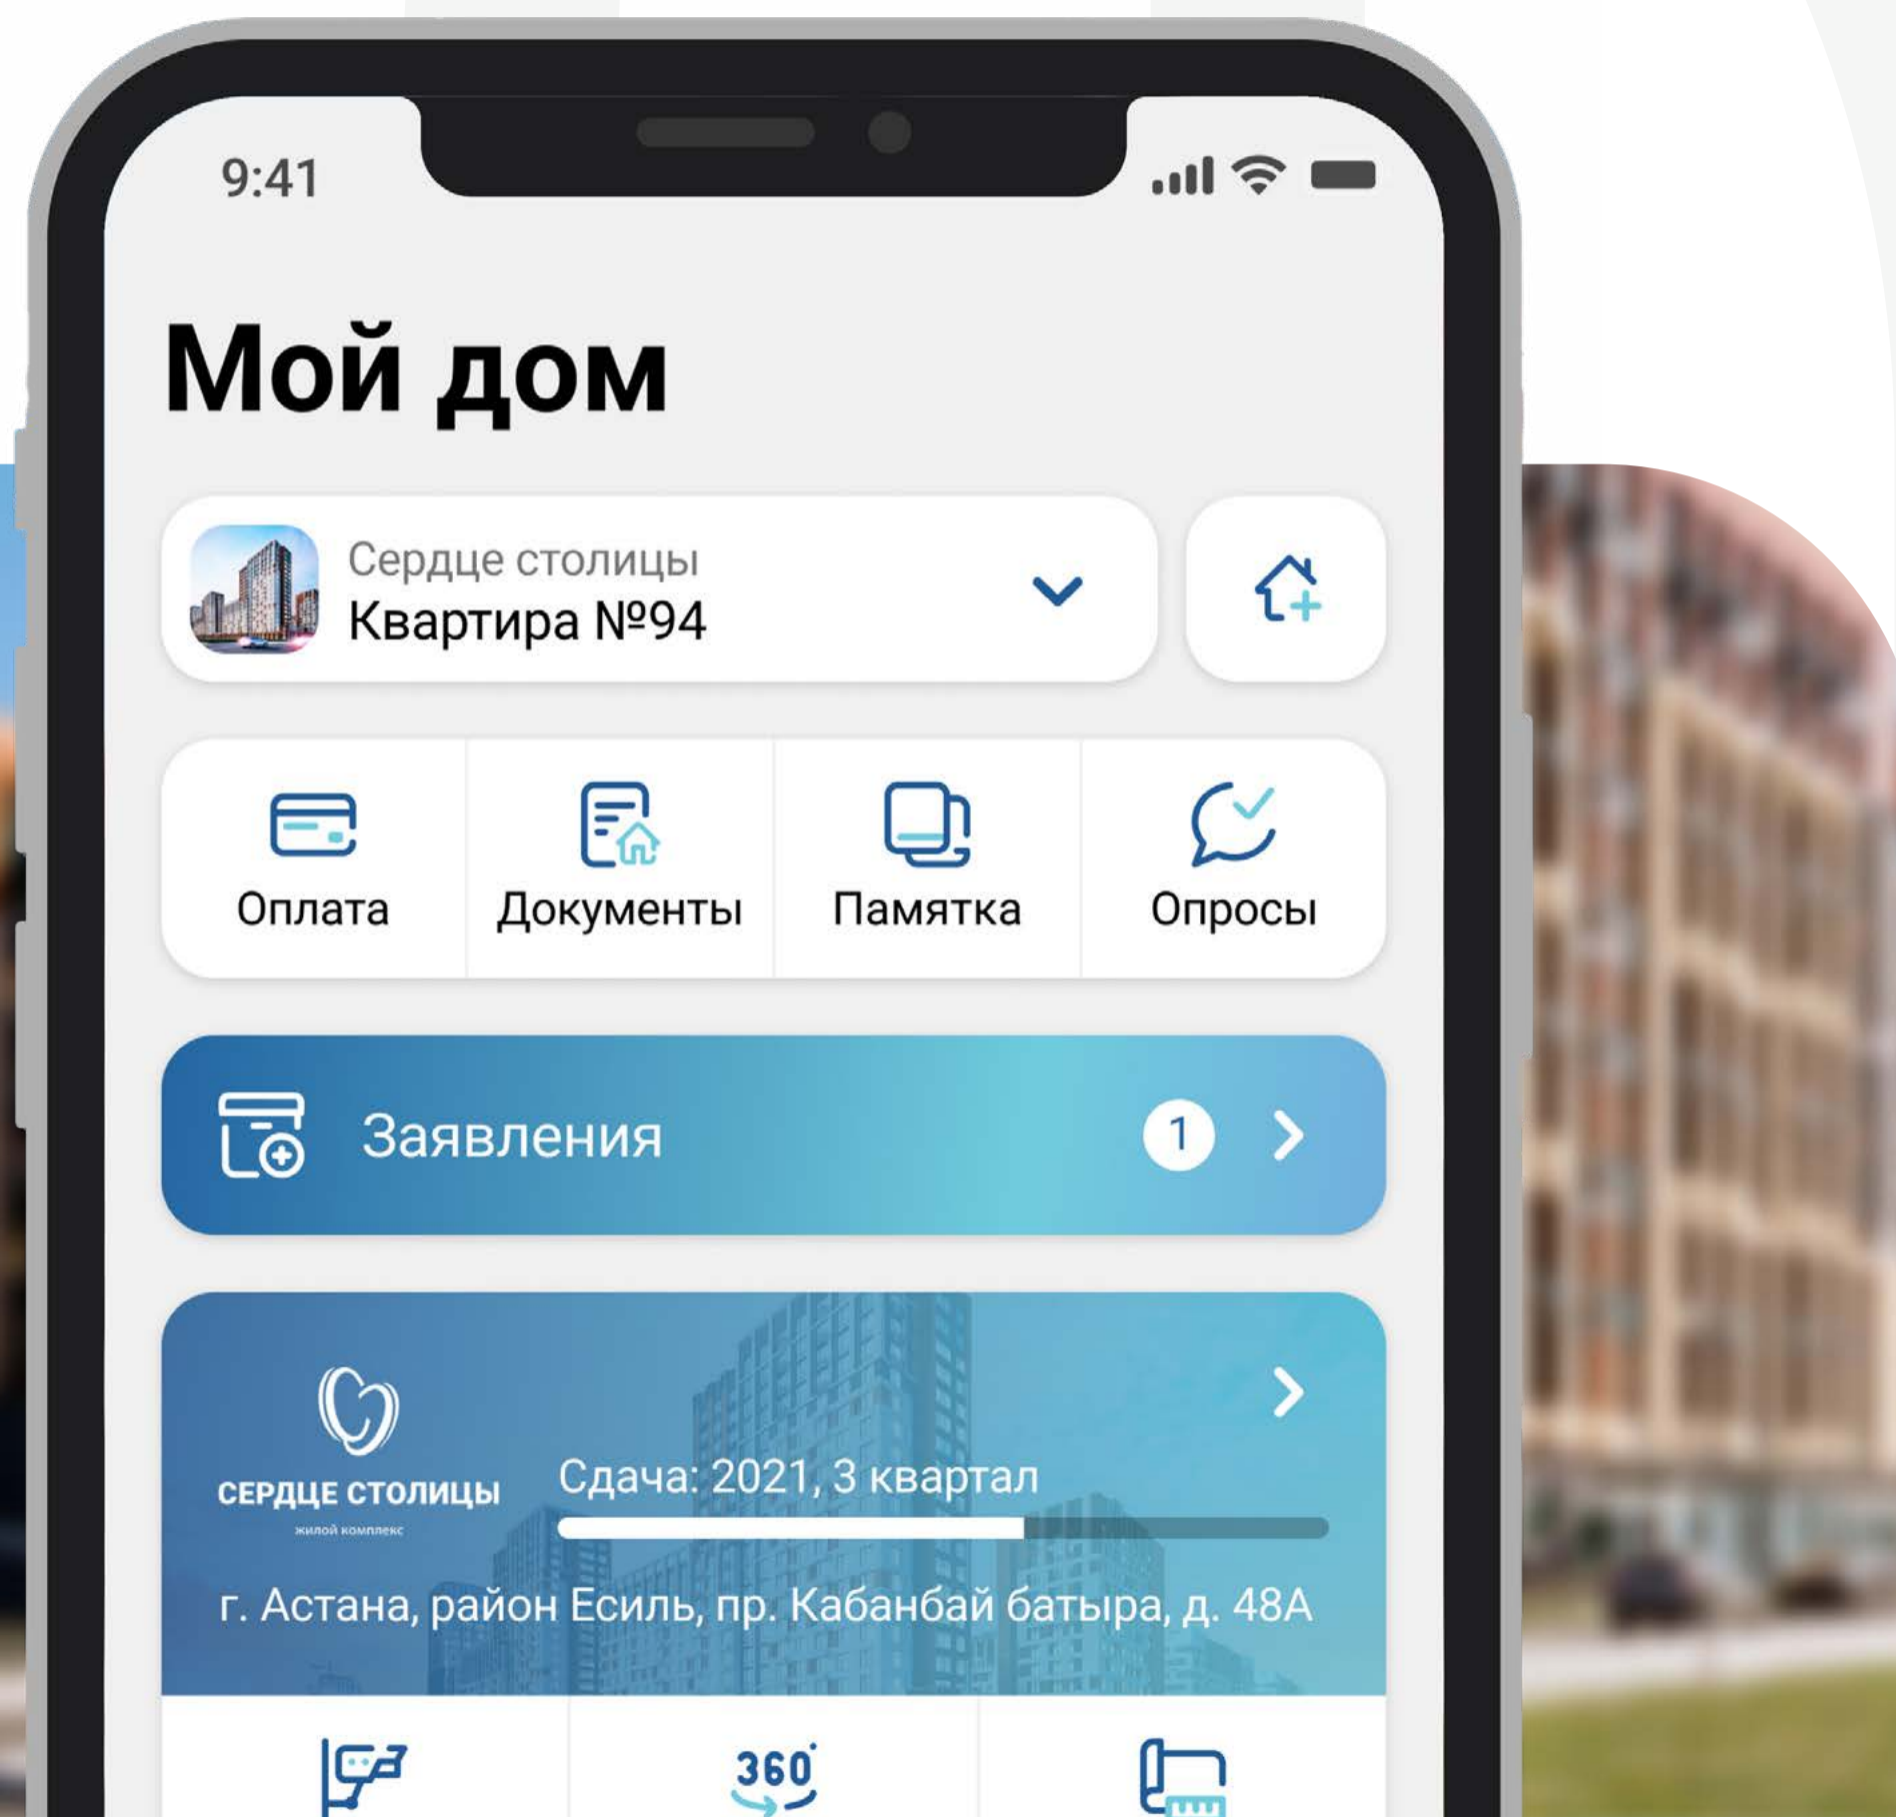 9:41
Мой дом
Сердце столицы
Квартира №94
Оплата
Документы
Памятка
Опросы
Заявления
1
СЕРДЦЕ СТОЛИЦЫ
жилой комплекс
Сдача: 2021, 3 квартал
г. Астана, район Есиль, пр. Кабанбай батыра, д. 48А
360°